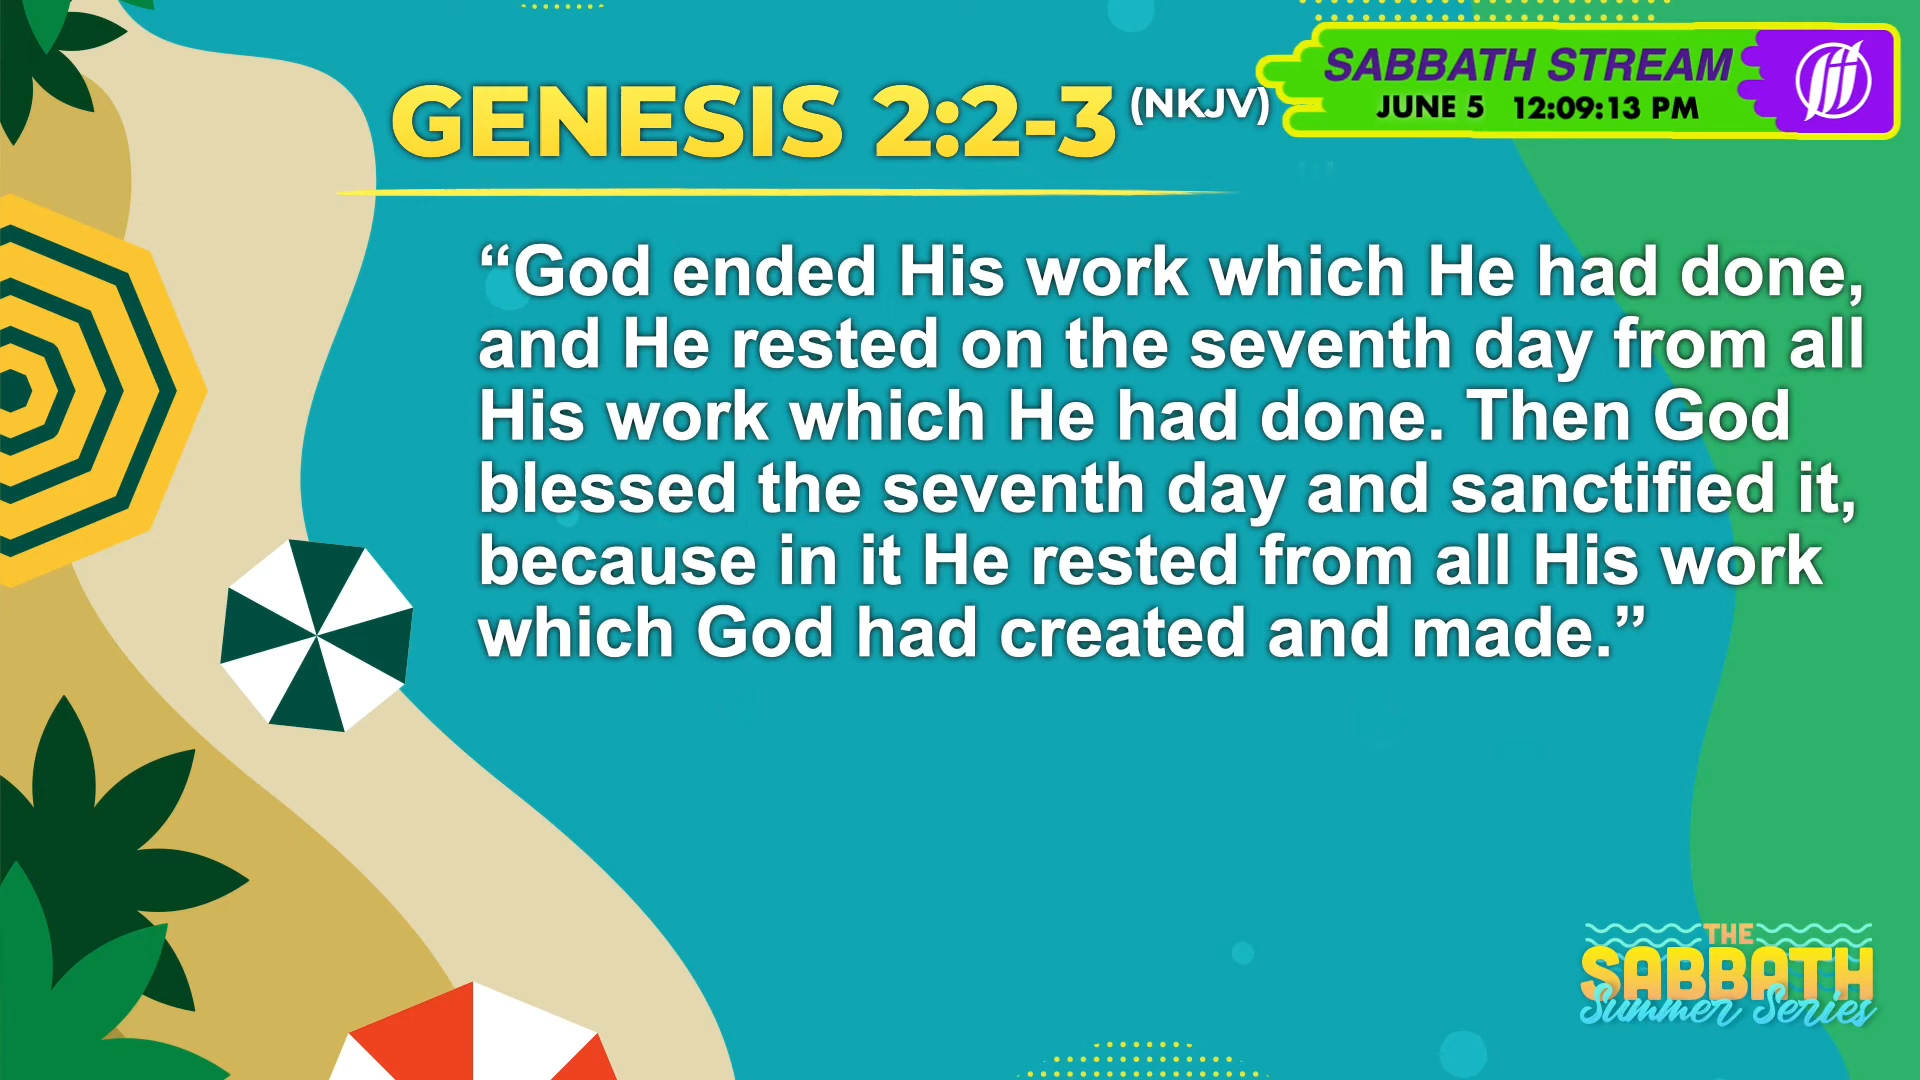 SABBATH STREAM
JUNE 5 12:09:13 PM
GENESIS 2:2-3 (NKJV)
“God ended His work which He had done,
and He rested on the seventh day from all
His work which He had done. Then God
blessed the seventh day and sanctified it,
because in it He rested from all His work
which God had created and made.”
THE
SABBATH
Summer Series